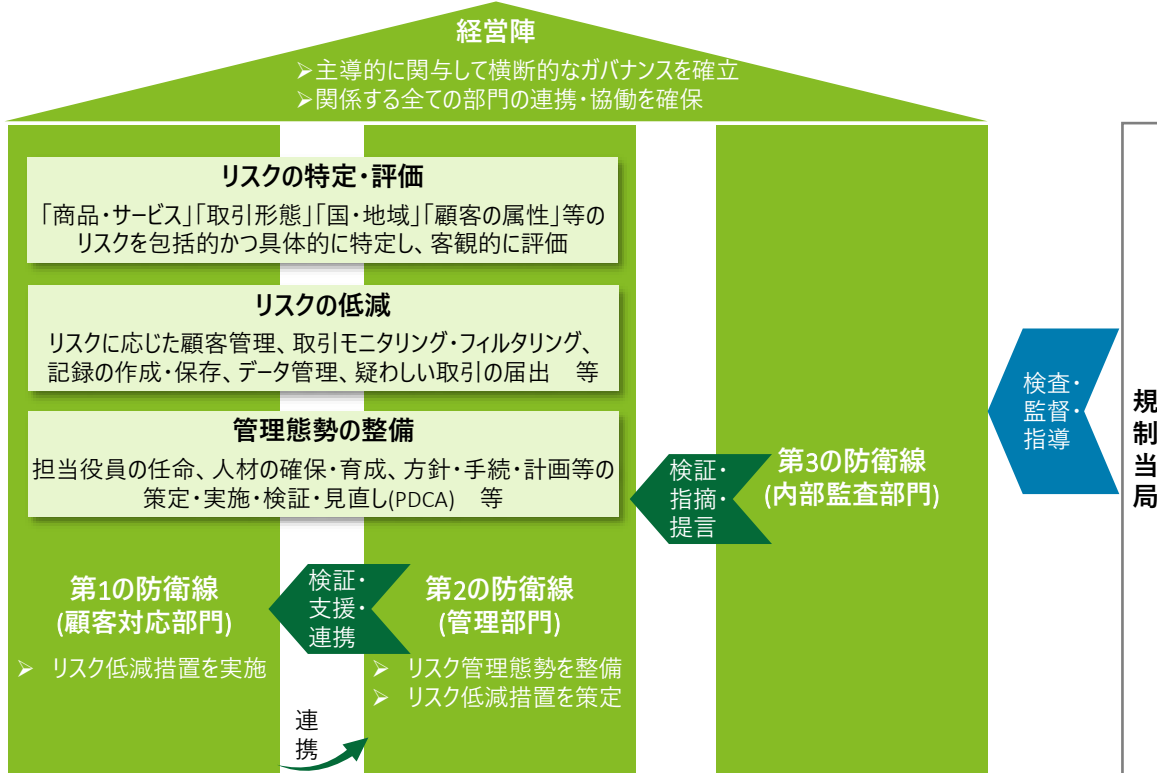 経営陣
➢主導的に関与して横断的なガバナンスを確立
➢関係する全ての部門の連携・協働を確保
リスクの特定・評価
「商品・サービス」「取引形態」「国・地域」「顧客の属性」等の
リスクを包括的かつ具体的に特定し、客観的に評価
リスクの低減
リスクに応じた顧客管理、取引モニタリング・フィルタリング、
記録の作成・保存、データ管理、疑わしい取引の届出　等
管理態勢の整備
担当役員の任命、人材の確保・育成、方針・手続・計画等の
策定・実施・検証・見直し(PDCA)　等
第1の防衛線
(顧客対応部門)
➢ リスク低減措置を実施
検証・
支援・
連携
連
携
第2の防衛線
(管理部門)
➢ リスク管理態勢を整備
➢ リスク低減措置を策定
検証・
指摘・
提言
第3の防衛線
(内部監査部門)
検査・
監督・
指導
規
制
当
局